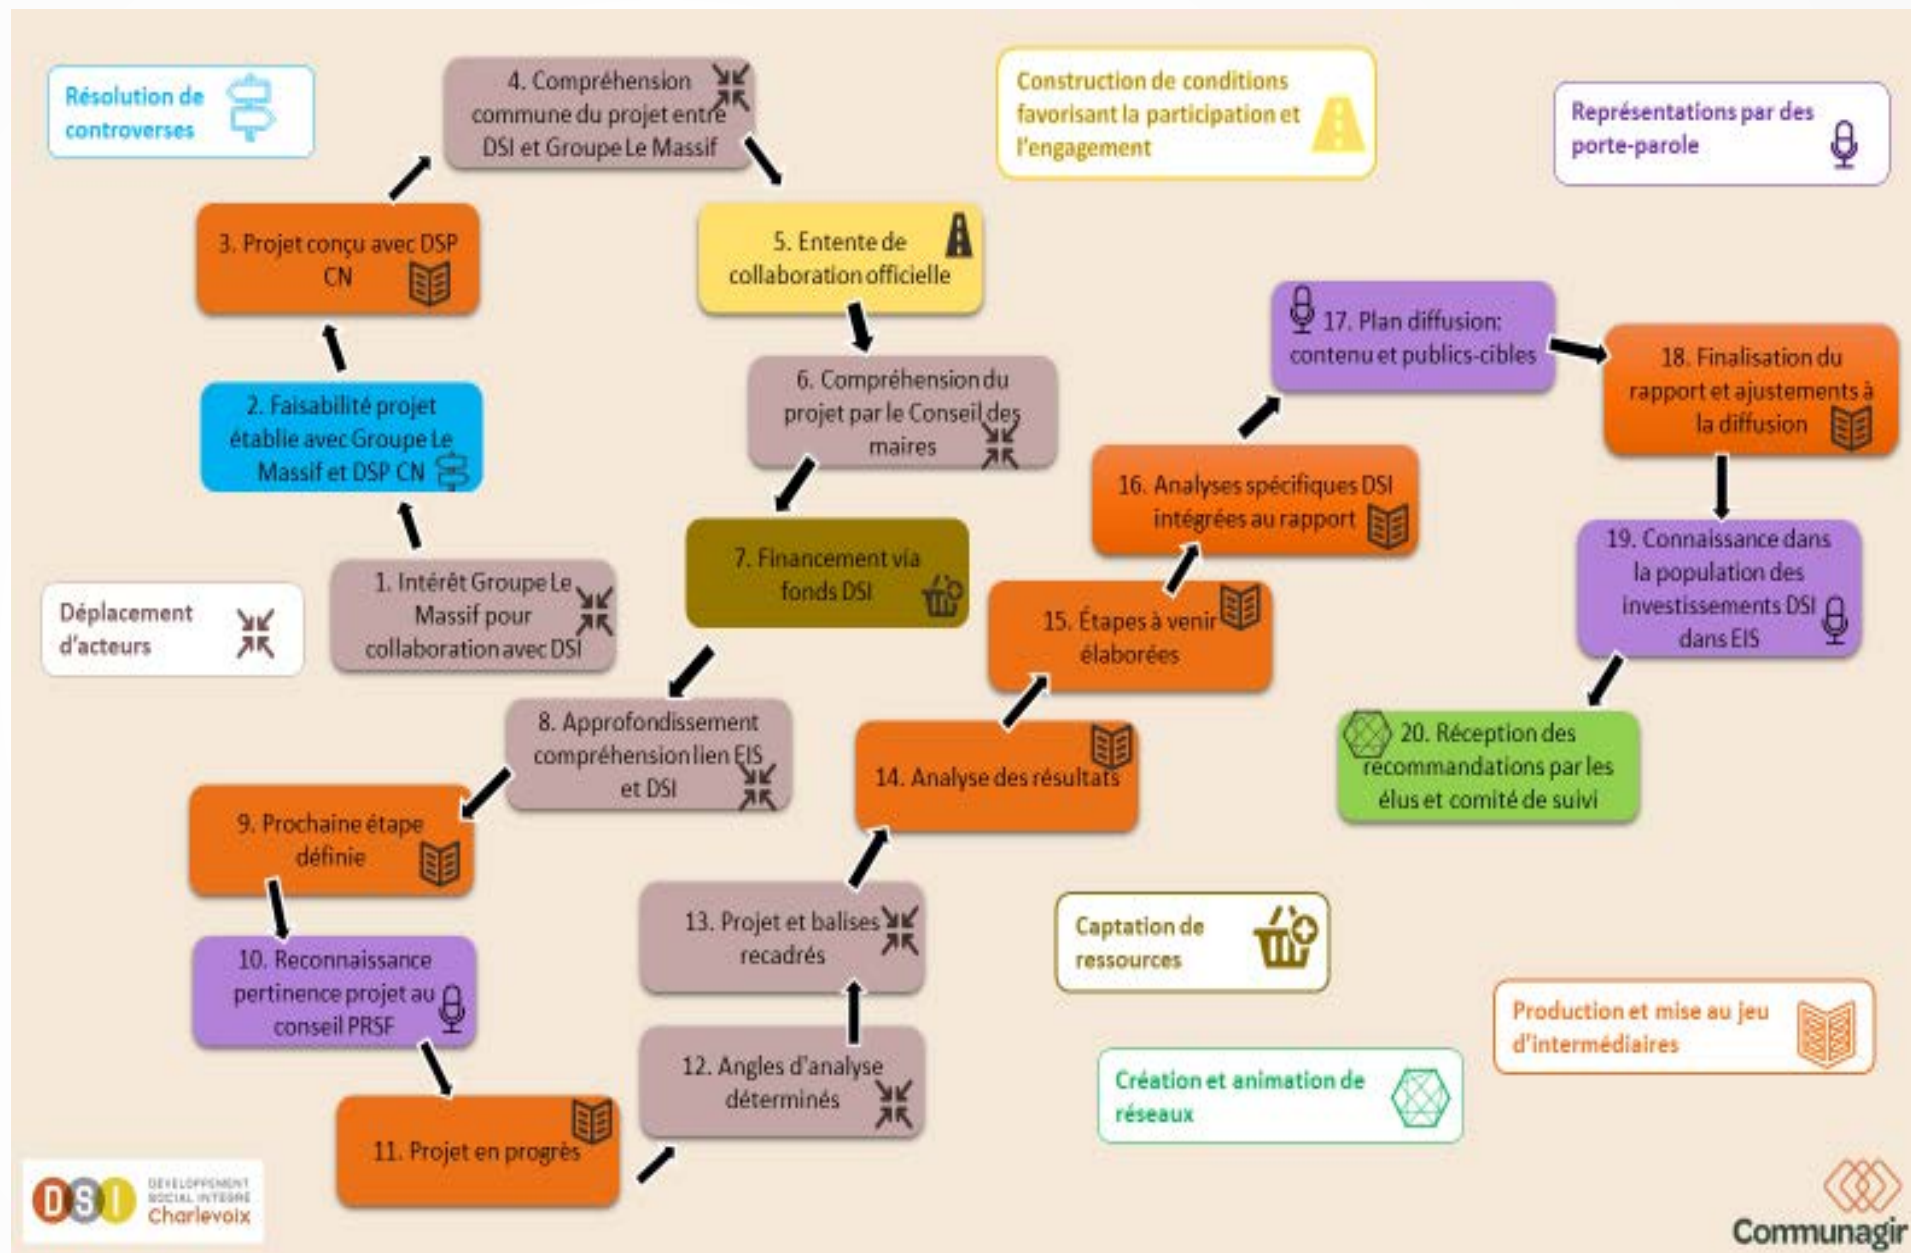 Résolution de
controverses
4. Compréhension
commune du projet entre
DSI et Groupe Le Massif
Construction de conditions
favorisant la participation et
l'engagement
Représentations par des
porte-parole
3. Projet conçu avec DSP
CN
5. Entente de
collaboration officielle
2. Faisabilité projet
établie avec Groupe Le
Massif et DSP CN
6. Compréhension du
projet par le Conseil des
maires
17. Plan diffusion:
contenu et publics-cibles
18. Finalisation du
rapport et ajustements à
la diffusion
Déplacement
d'acteurs
1. Intérêt Groupe Le
Massif pour
collaboration avec DSI
7. Financement via
fonds DSI
16. Analyses spécifiques DSI
intégrées au rapport
19. Connaissance dans
la population des
investissements DSI
dans EIS
15. Étapes à venir
élaborées
8. Approfondissement
compréhension lien EIS
et DSI
14. Analyse des résultats
20. Réception des
recommandations par les
élus et comité de suivi
9. Prochaine étape
définie
10. Reconnaissance
pertinence projet au
conseil PRSF
13. Projet et balises
recadrés
Captation de
ressources
12. Angles d'analyse
déterminés
Production et mise au jeu
d'intermédiaires
Création et animation de
réseaux
11. Projet en progrès
DSI
DÉVELOPPEMENT
SOCIAL INTÉGRÉ
Charlevoix
Communagir